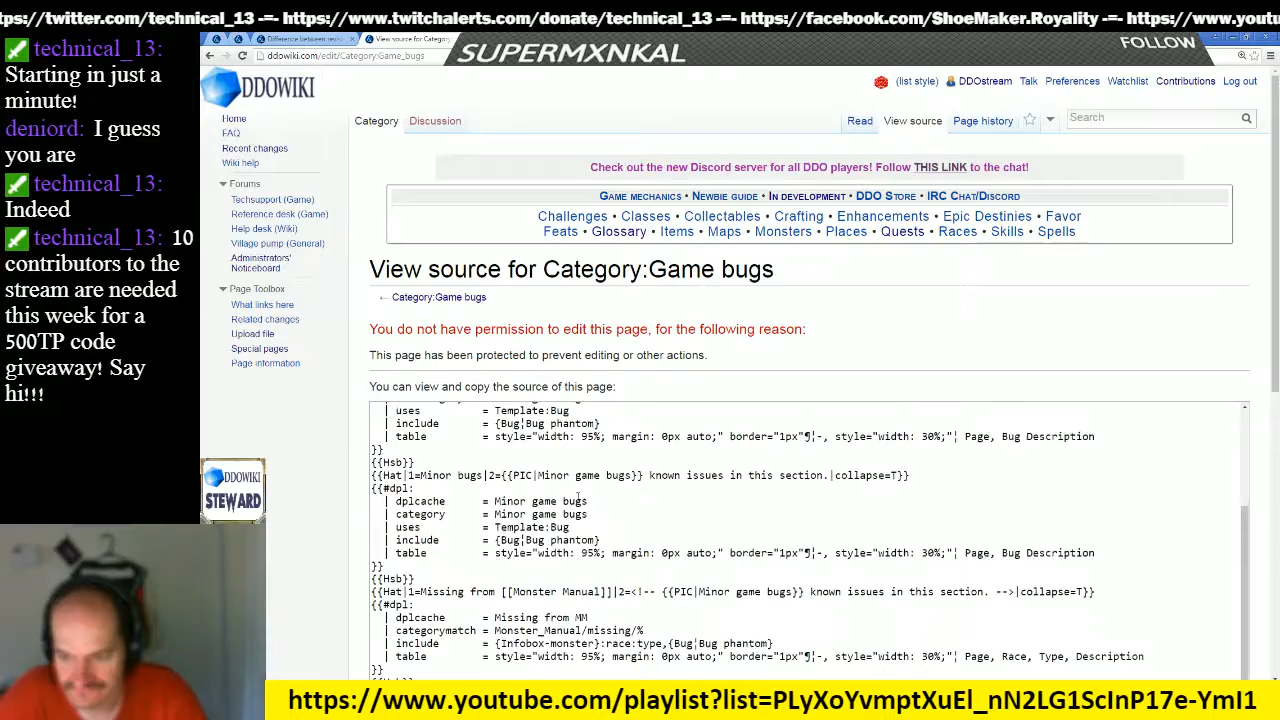 https://twitter.com/technical_13 -=- https://www.twitchalerts.com/donate/technical_13 -=- https://facebook.com/ShoeMaker.Royality -=- https://www.youtu
technical_13:
Starting in just a
minute!
deniord: I guess
you are
technical_13:
Indeed
technical_13: 10
contributors to the
stream are needed
this week for a
500TP code
giveaway! Say
hi!!!
DDOWIKI
STEWARD
Difference between revis
View source for Catego
SUPERMXNKAL
FOLLOW
ddowiki.com/edit/Category:Game_bugs
DDOWIKI
(list style) DDOstream Talk Preferences Watchlist Contributions Log out
Home
FAQ
Recent changes
Wiki help
Forums
Techsupport (Game)
Reference desk (Game)
Help desk (Wiki)
Village pump (General)
Administrators'
Noticeboard
Page Toolbox
What links here
Related changes
Upload file
Special pages
Page information
Category Discussion
Read View source Page history
Search
Check out the new Discord server for all DDO players! Follow THIS LINK to the chat!
Game mechanics • Newbie guide • In development • DDO Store • IRC Chat/Discord
Challenges • Classes • Collectables • Crafting • Enhancements • Epic Destinies • Favor
Feats • Glossary • Items • Maps • Monsters • Places • Quests • Races • Skills • Spells
View source for Category:Game bugs
← Category:Game bugs
You do not have permission to edit this page, for the following reason:
This page has been protected to prevent editing or other actions.
You can view and copy the source of this page:
| uses = Template:Bug
| include = {Bug¦Bug phantom}
| table = style="width: 95%; margin: 0px auto;" border="1px"¶¦-, style="width: 30%;"¦ Page, Bug Description
}}
{{Hsb}}
{{Hat|1=Minor bugs|2={{PIC|Minor game bugs}} known issues in this section.|collapse=T}}
{{#dpl:
| dplcache = Minor game bugs
| category = Minor game bugs
| uses = Template:Bug
| include = {Bug¦Bug phantom}
| table = style="width: 95%; margin: 0px auto;" border="1px"¶¦-, style="width: 30%;"¦ Page, Bug Description
}}
{{Hsb}}
{{Hat|1=Missing from [[Monster Manual]]|2=<!-- {{PIC|Minor game bugs}} known issues in this section. -->|collapse=T}}
{{#dpl:
| dplcache = Missing from MM
| categorymatch = Monster_Manual/missing/%
| include = {Infobox-monster}:race:type,{Bug¦Bug phantom}
| table = style="width: 95%; margin: 0px auto;" border="1px"¶¦-, style="width: 30%;"¦ Page, Race, Type, Description
}}
https://www.youtube.com/playlist?list=PLyXoYvmptXuEl_nN2LG1ScInP17e-YmI1